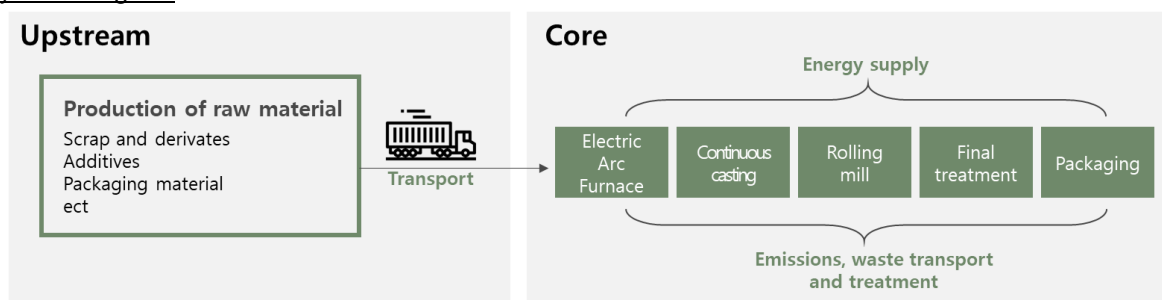 Upstream
Production of raw material
Scrap and derivates
Additives
Packaging material
ect
Transport
Core
Energy supply
Electric
Arc
Furnace
Continuous
casting
Rolling
mill
Final
treatment
Packaging
Emissions, waste transport
and treatment